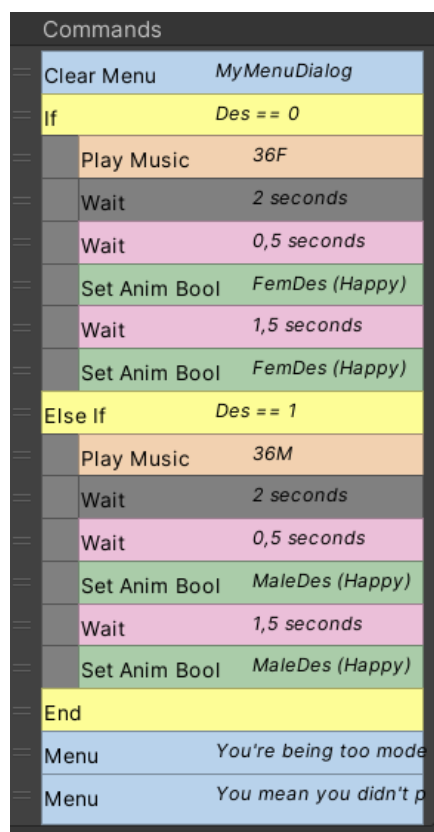 Commands
Clear Menu MyMenuDialog
If Des == 0
Play Music 36F
Wait 2 seconds
Wait 0,5 seconds
Set Anim Bool FemDes (Happy)
Wait 1,5 seconds
Set Anim Bool FemDes (Happy)
Else If Des == 1
Play Music 36M
Wait 2 seconds
Wait 0,5 seconds
Set Anim Bool MaleDes (Happy)
Wait 1,5 seconds
Set Anim Bool MaleDes (Happy)
End
Menu You're being too mode
Menu You mean you didn't p